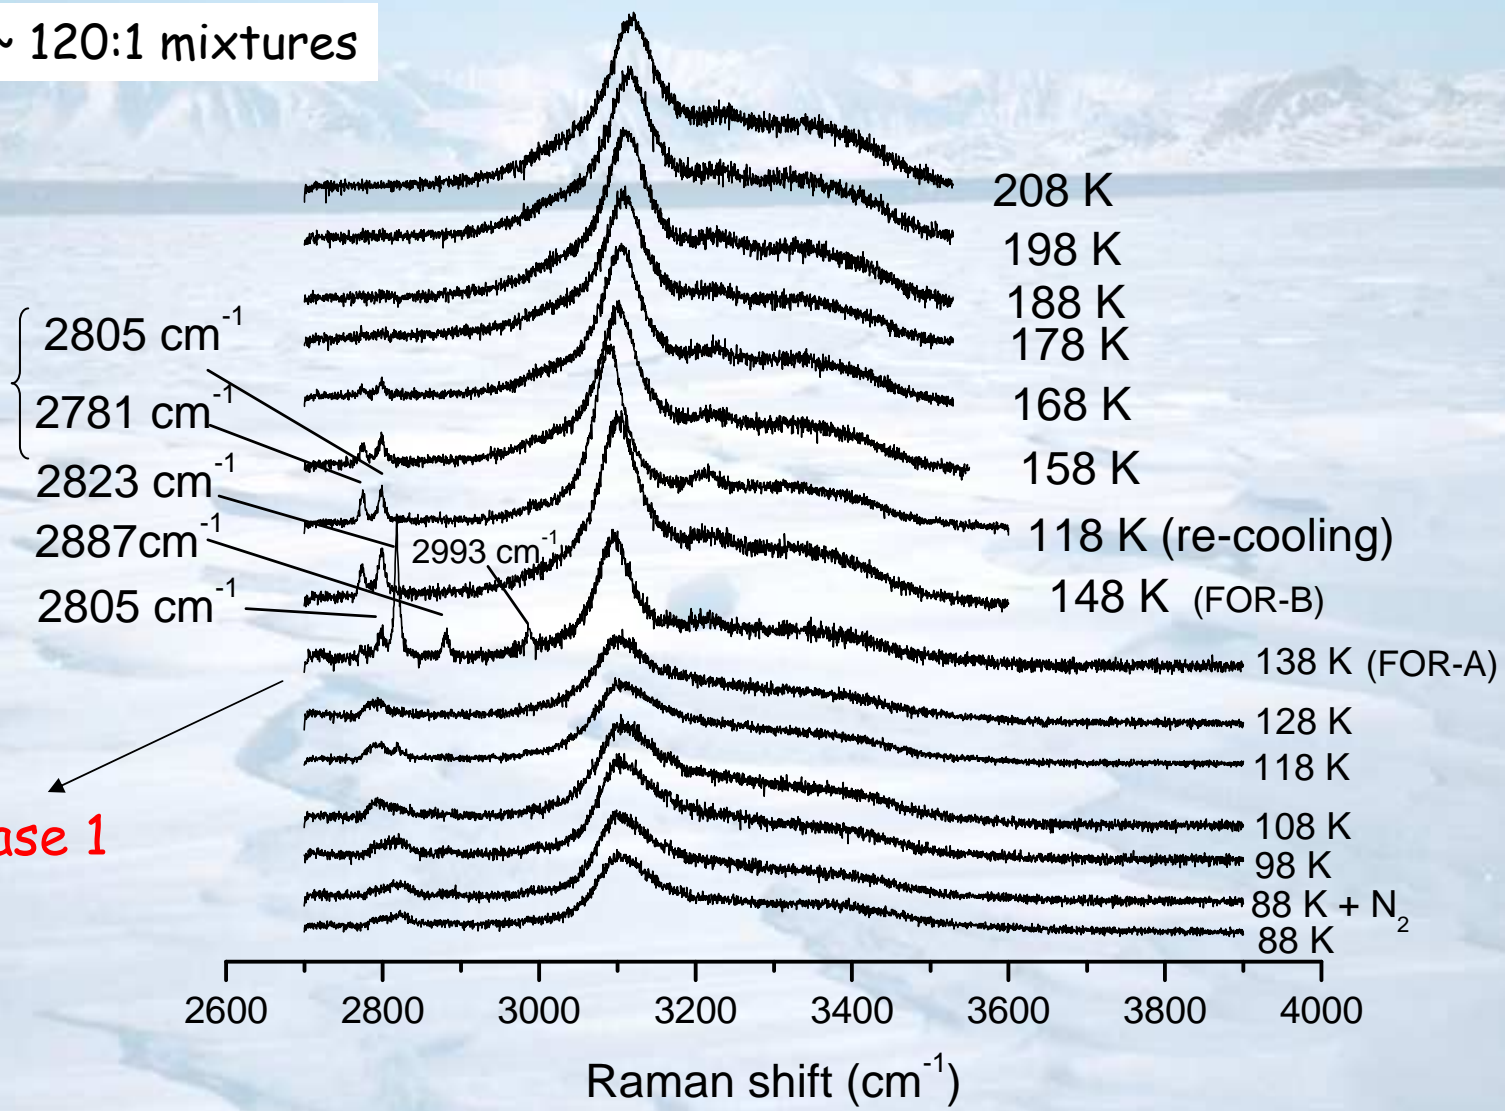 ~ 120:1 mixtures
208 K
198 K
188 K
178 K
168 K
158 K
118 K (re-cooling)
148 K (FOR-B)
138 K (FOR-A)
128 K
118 K
108 K
98 K
88 K + N₂
88 K
2805 cm⁻¹
2781 cm⁻¹
2823 cm⁻¹
2887cm⁻¹
2993 cm⁻¹
2805 cm⁻¹
ase 1
2600 2800 3000 3200 3400 3600 3800 4000
Raman shift (cm⁻¹)